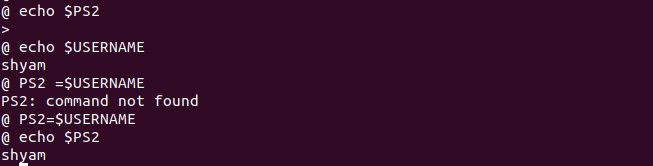 @ echo $PS2
>
@ echo $USERNAME
shyam
@ PS2 =$USERNAME
PS2: command not found
@ PS2=$USERNAME
@ echo $PS2
shyam